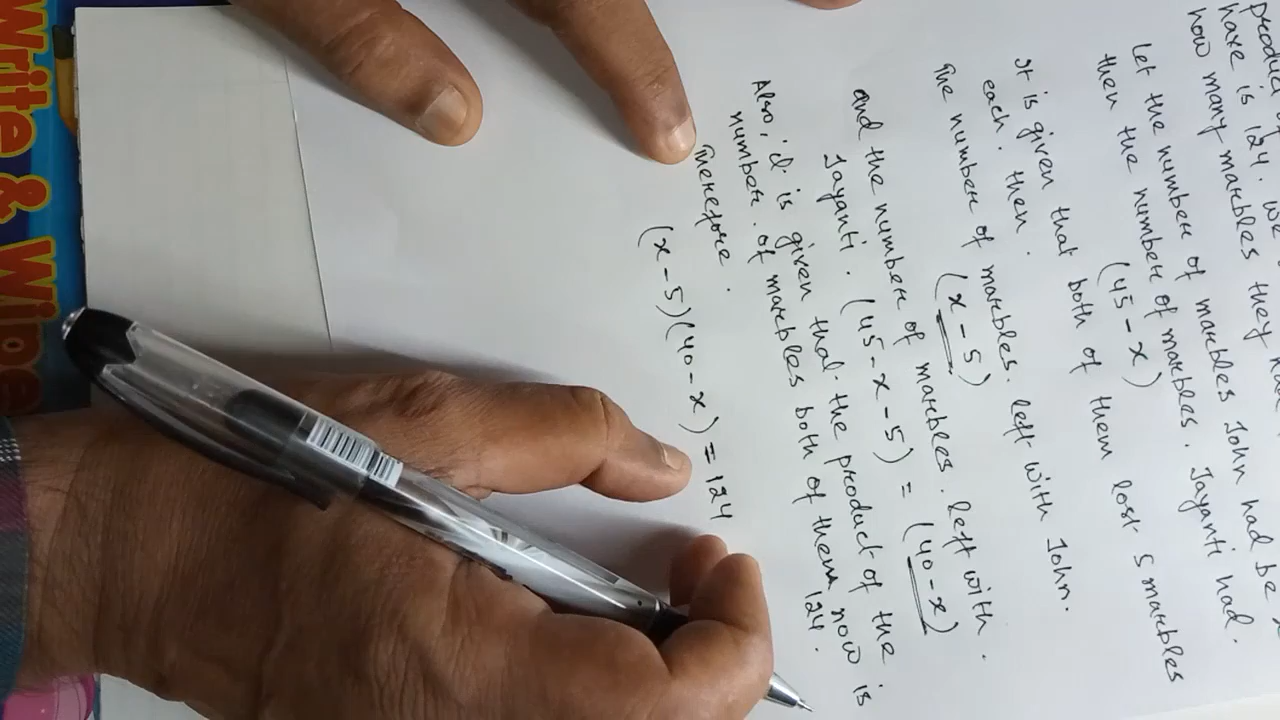 have is 124. we
how many marbles they had
Let the number of marbles John had be x
then the number of marbles. Jayanti had.
(45-x)
It is given that both of them lost 5 marbles
each. then.
The number of marbles. left with John.
(x-5)
and the number of marbles. left with.
Jayanti. (45-x-5) = (40-x)
Also, it is given that the product of the
number. of marbles both of them now is
124.
Therefore.
(x-5)(40-x) = 124
Write & Wipe